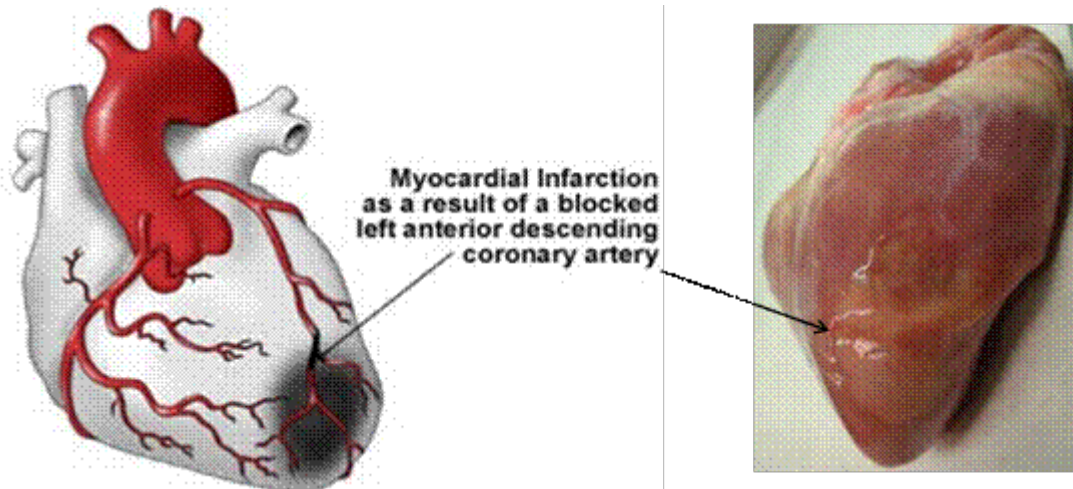 Myocardial Infarction
as a result of a blocked
left anterior descending
coronary artery